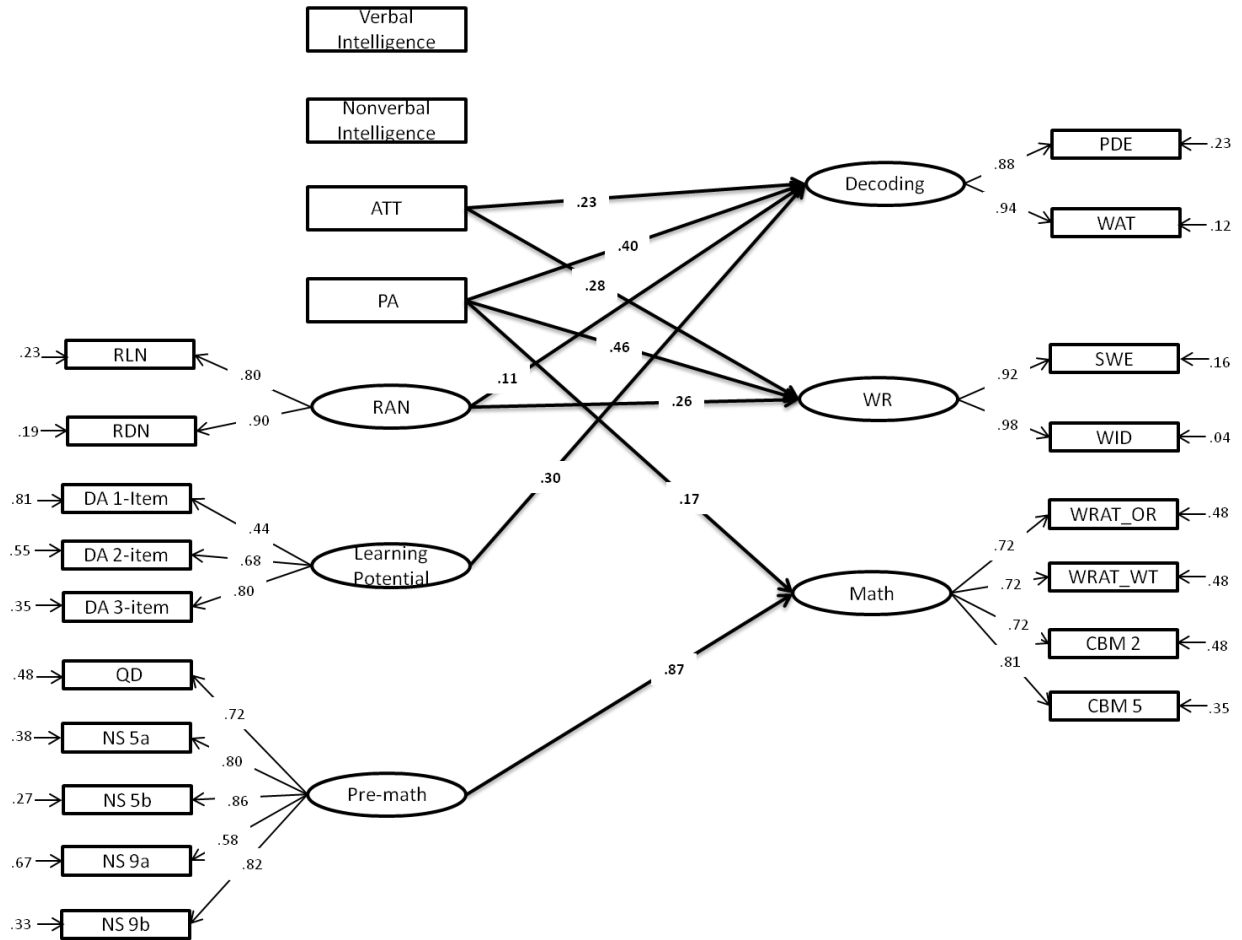 Verbal
Intelligence
Nonverbal
Intelligence
ATT
PA
RAN
Learning
Potential
Pre-math
.23 RLN .80
.19 RDN .90
.81 DA 1-Item .44
.55 DA 2-item .68
.35 DA 3-item .80
.48 QD .72
.38 NS 5a .80
.27 NS 5b .86
.67 NS 9a .58
.33 NS 9b .82
.23
.40
.28
.46
.11
.26
.30
.17
.87
Decoding
.88 PDE .23
.94 WAT .12
WR
.92 SWE .16
.98 WID .04
Math
.72 WRAT_OR .48
.72 WRAT_WT .48
.72 CBM 2 .48
.81 CBM 5 .35